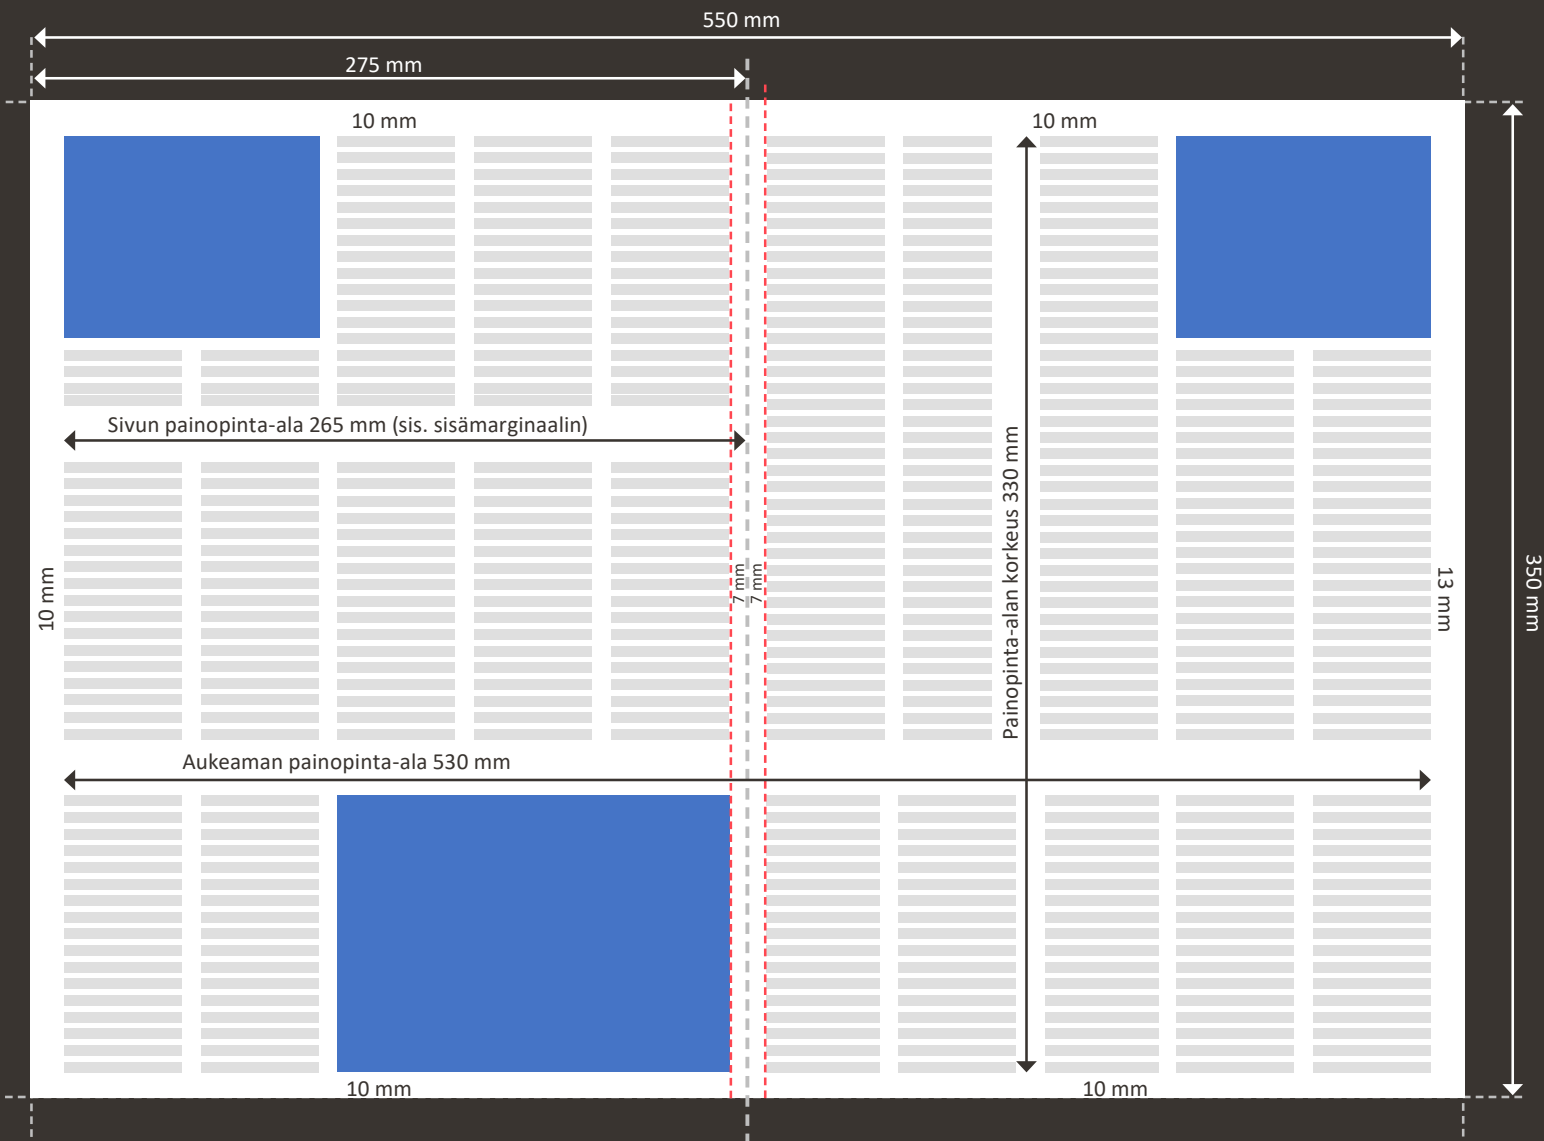 550 mm
275 mm
10 mm
10 mm
Sivun painopinta-ala 265 mm (sis. sisämarginaalin)
Painopinta-alan korkeus 330 mm
10 mm
7 mm
7 mm
13 mm
350 mm
Aukeaman painopinta-ala 530 mm
10 mm
10 mm